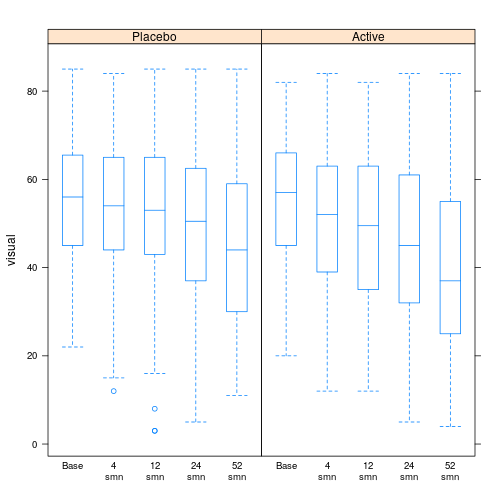 Placebo Active
visual
80
60
40
20
0
Base 4 12 24 52 Base 4 12 24 52
smn smn smn smn smn smn smn smn